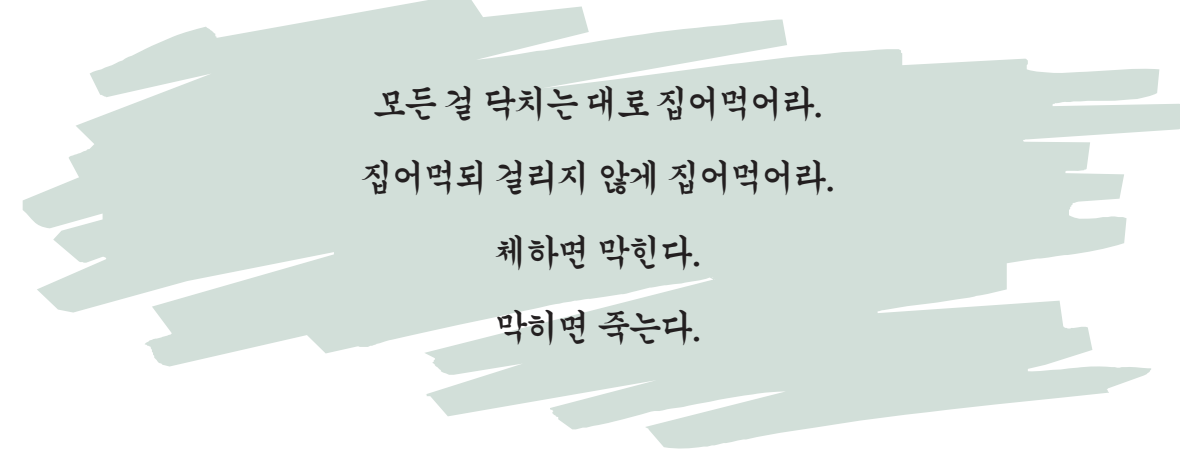 모든 걸 닥치는 대로 집어먹어라.
집어먹되 걸리지 않게 집어먹어라.
체하면 막힌다.
막히면 죽는다.